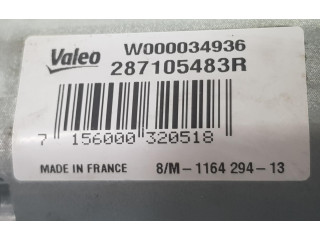 Valeo W000034936
287105483R
7 156000 320518
MADE IN FRANCE 8/M-1164 294-13